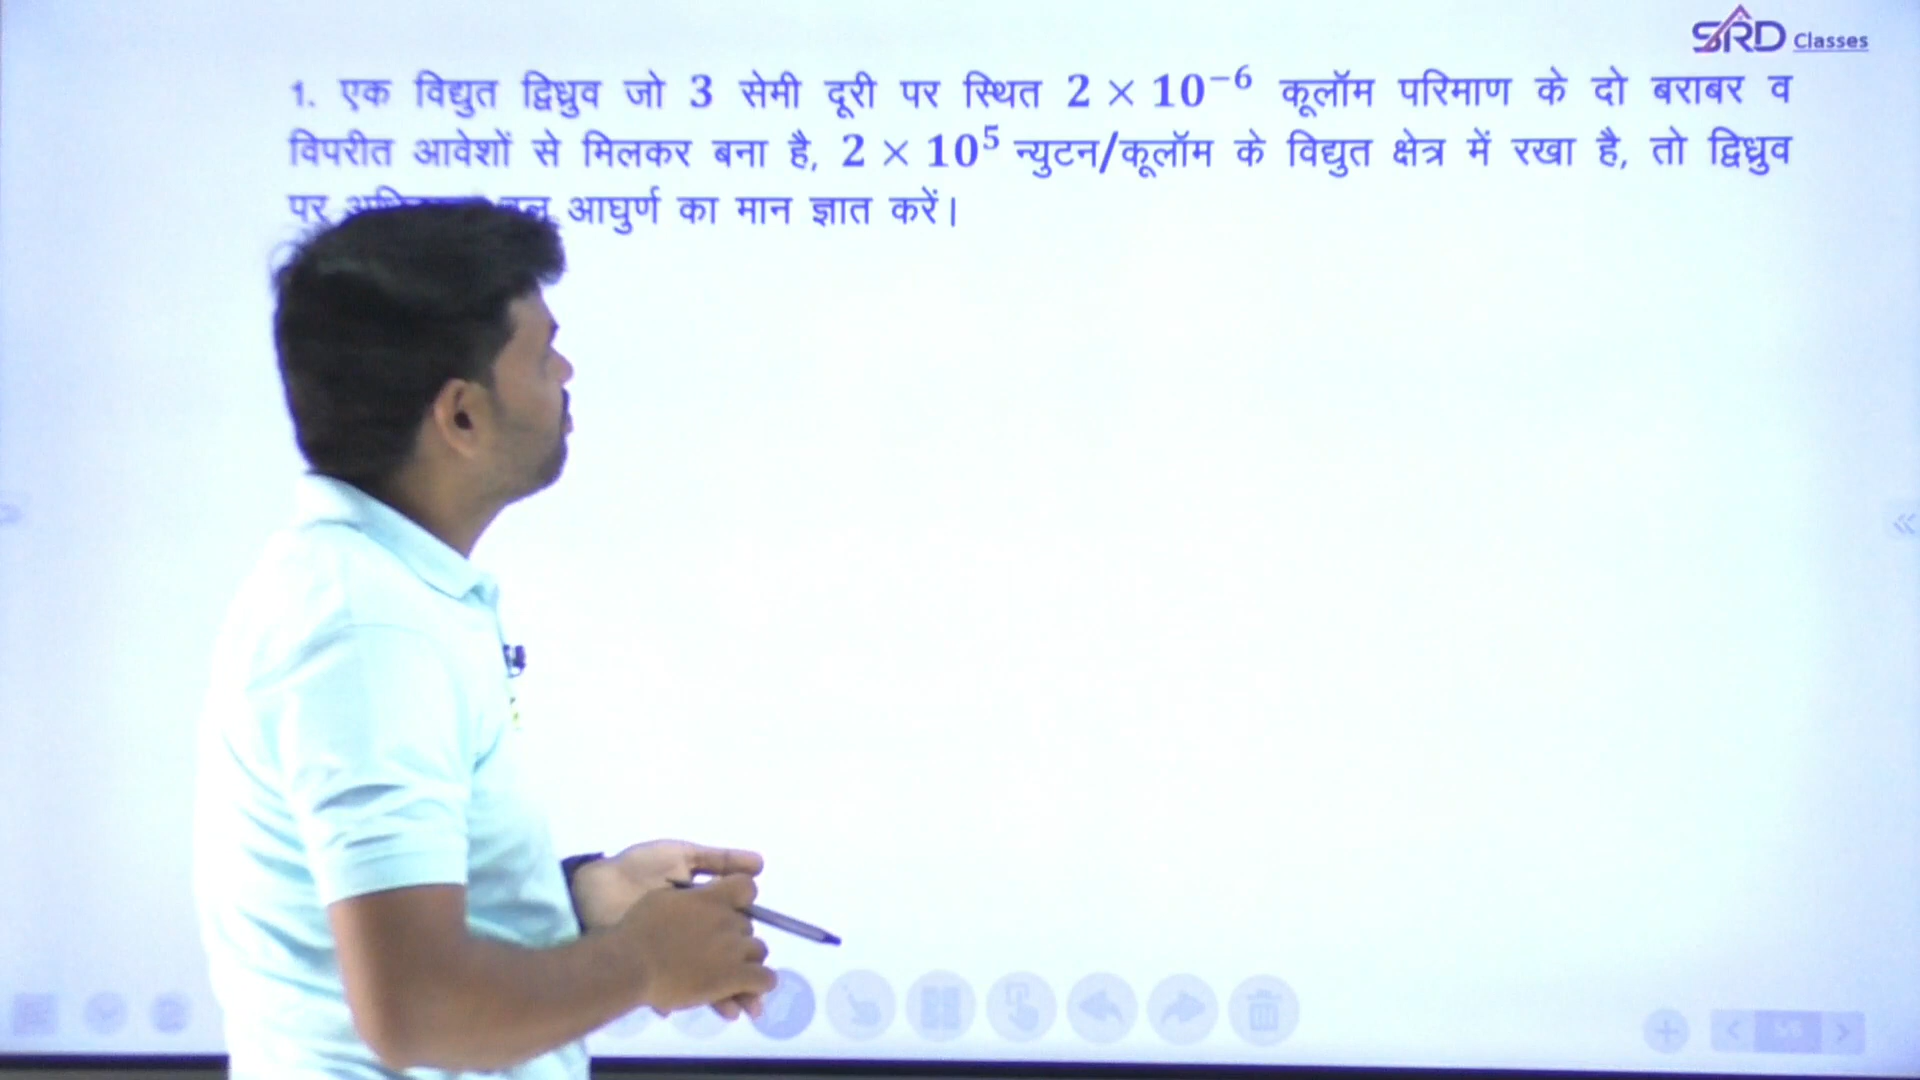 SRD Classes
1. एक विद्युत द्विध्रुव जो 3 सेमी दूरी पर स्थित 2 × 10⁻⁶ कूलॉम परिमाण के दो बराबर व
विपरीत आवेशों से मिलकर बना है, 2 × 10⁵ न्युटन/कूलॉम के विद्युत क्षेत्र में रखा है, तो द्विध्रुव
पर आघुर्ण का मान ज्ञात करें।